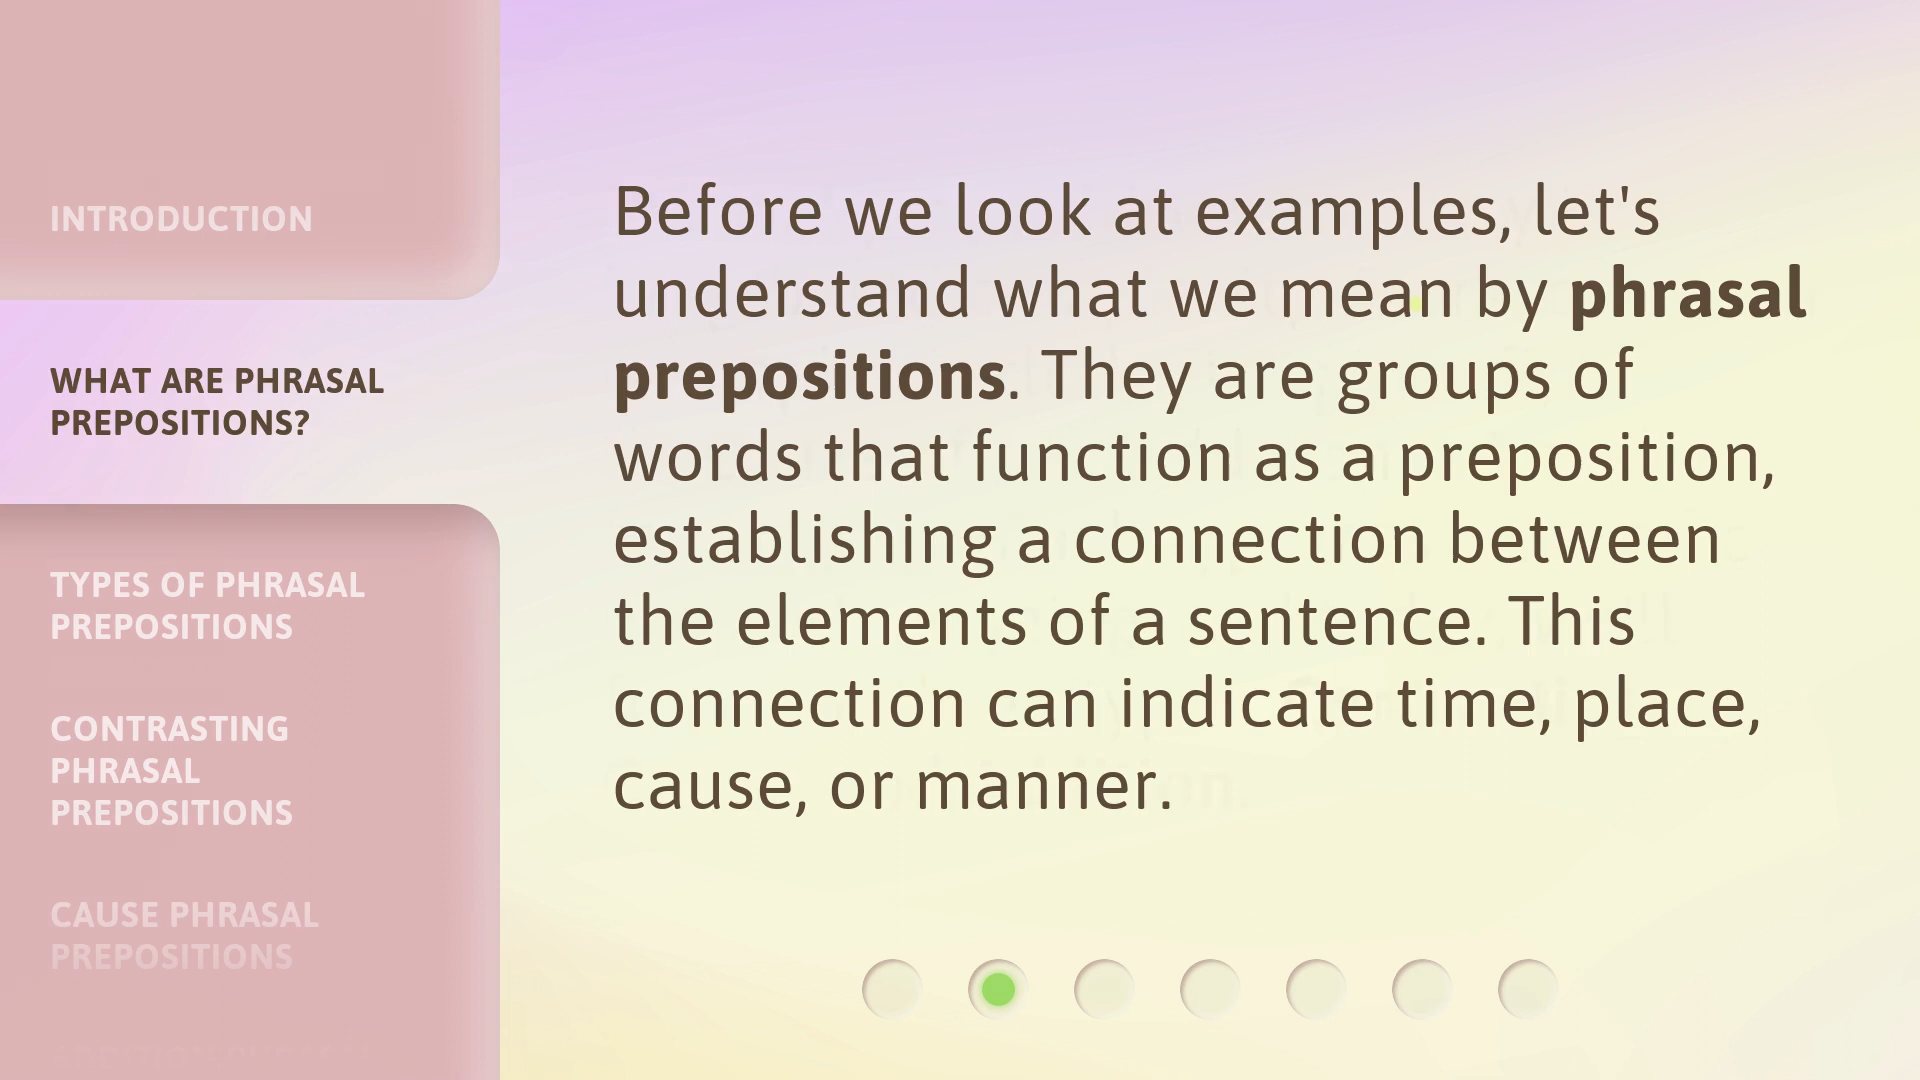 INTRODUCTION
WHAT ARE PHRASAL
PREPOSITIONS?
TYPES OF PHRASAL
PREPOSITIONS
CONTRASTING
PHRASAL
PREPOSITIONS
CAUSE PHRASAL
PREPOSITIONS
Before we look at examples, let's
understand what we mean by phrasal
prepositions. They are groups of
words that function as a preposition,
establishing a connection between
the elements of a sentence. This
connection can indicate time, place,
cause, or manner.